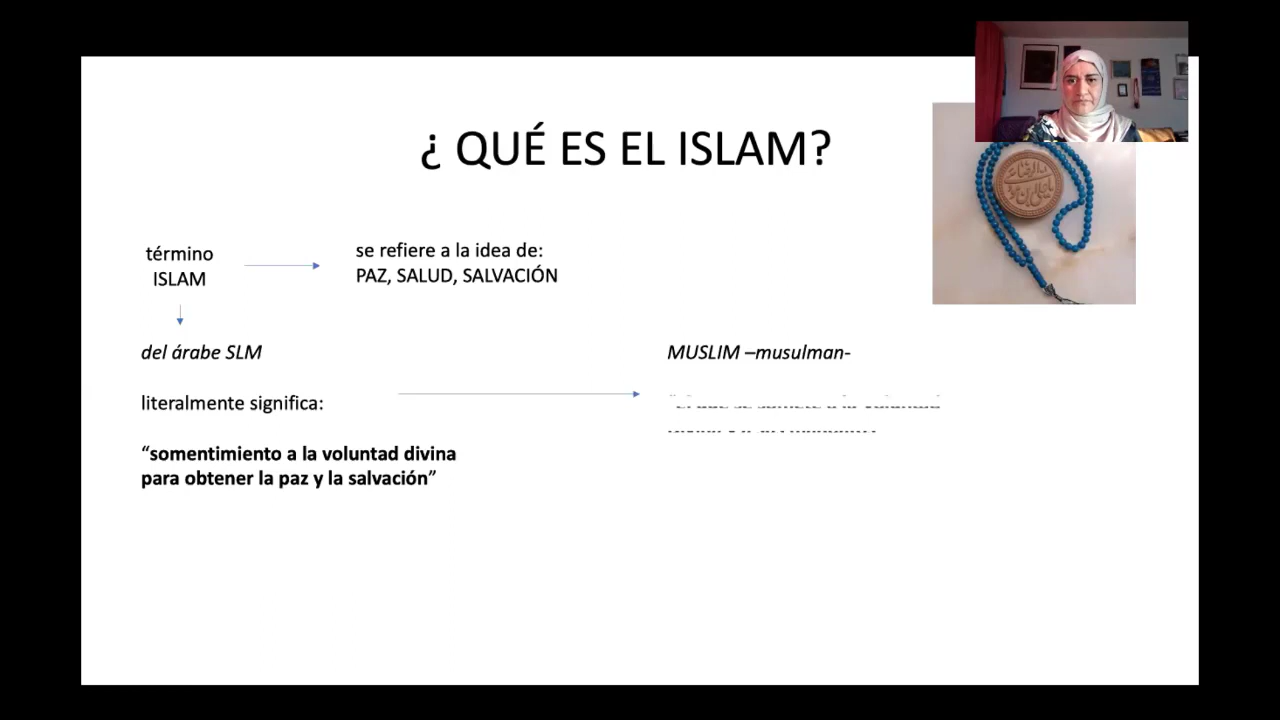 ¿ QUÉ ES EL ISLAM?
término
ISLAM
se refiere a la idea de:
PAZ, SALUD, SALVACIÓN
del árabe SLM
MUSLIM –musulman-
literalmente significa:
“somentimiento a la voluntad divina
para obtener la paz y la salvación”